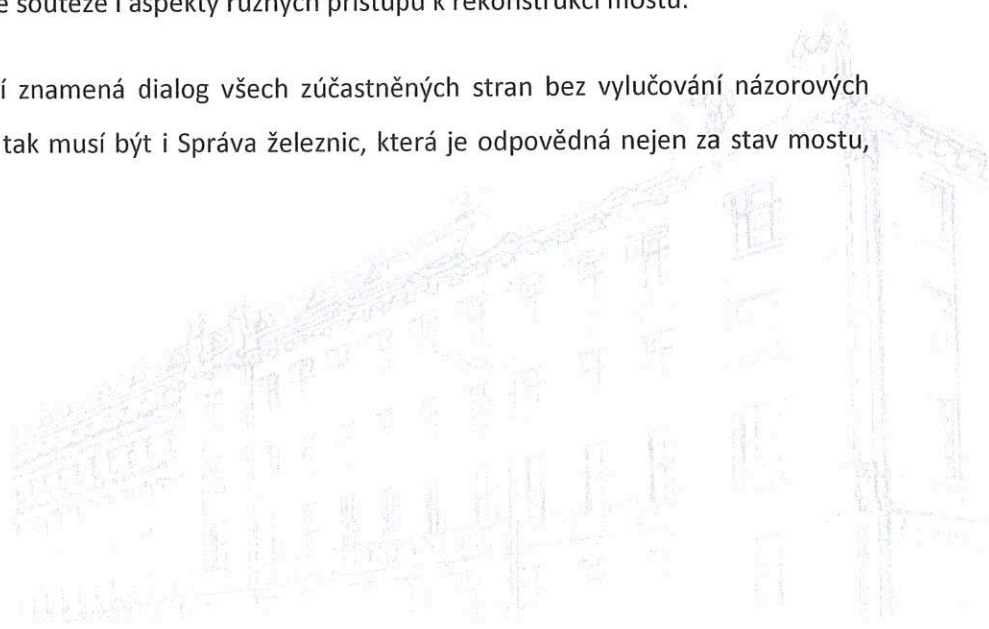 e soutěže i aspekty různých přístupů k rekonstrukci mostu.
í znamená dialog všech zúčastněných stran bez vylučování názorových
tak musí být i Správa železnic, která je odpovědná nejen za stav mostu,